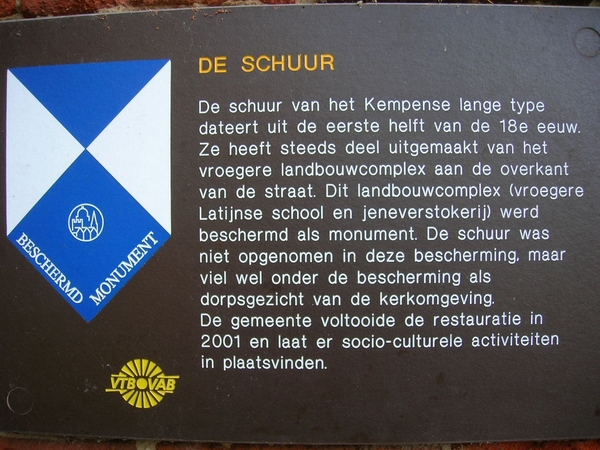 DE SCHUUR
De schuur van het Kempense lange type
dateert uit de eerste helft van de 18e eeuw.
Ze heeft steeds deel uitgemaakt van het
vroegere landbouwcomplex aan de overkant
van de straat. Dit landbouwcomplex (vroegere
Latijnse school en jeneverstokerij) werd
beschermd als monument. De schuur was
niet opgenomen in deze bescherming, maar
viel wel onder de bescherming als
dorpsgezicht van de kerkomgeving.
De gemeente voltooide de restauratie in
2001 en laat er socio-culturele activiteiten
in plaatsvinden.
BESCHERMD MONUMENT
VTB VAB